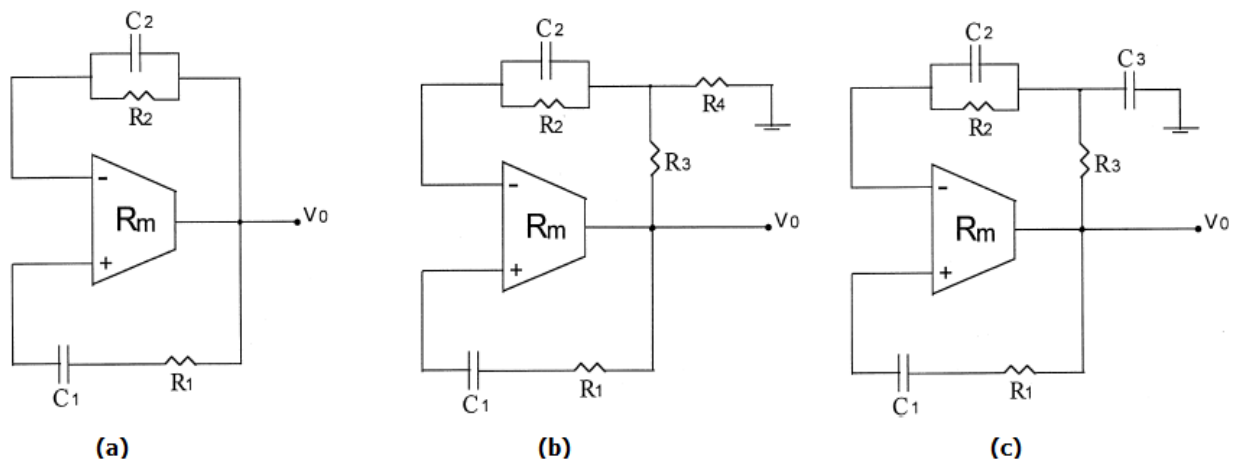 C2
R2
-
Rm
+
V0
C1
R1
(a)
C2
R2
R4
R3
-
Rm
+
V0
C1
R1
(b)
C2
R2
C3
R3
-
Rm
+
V0
C1
R1
(c)